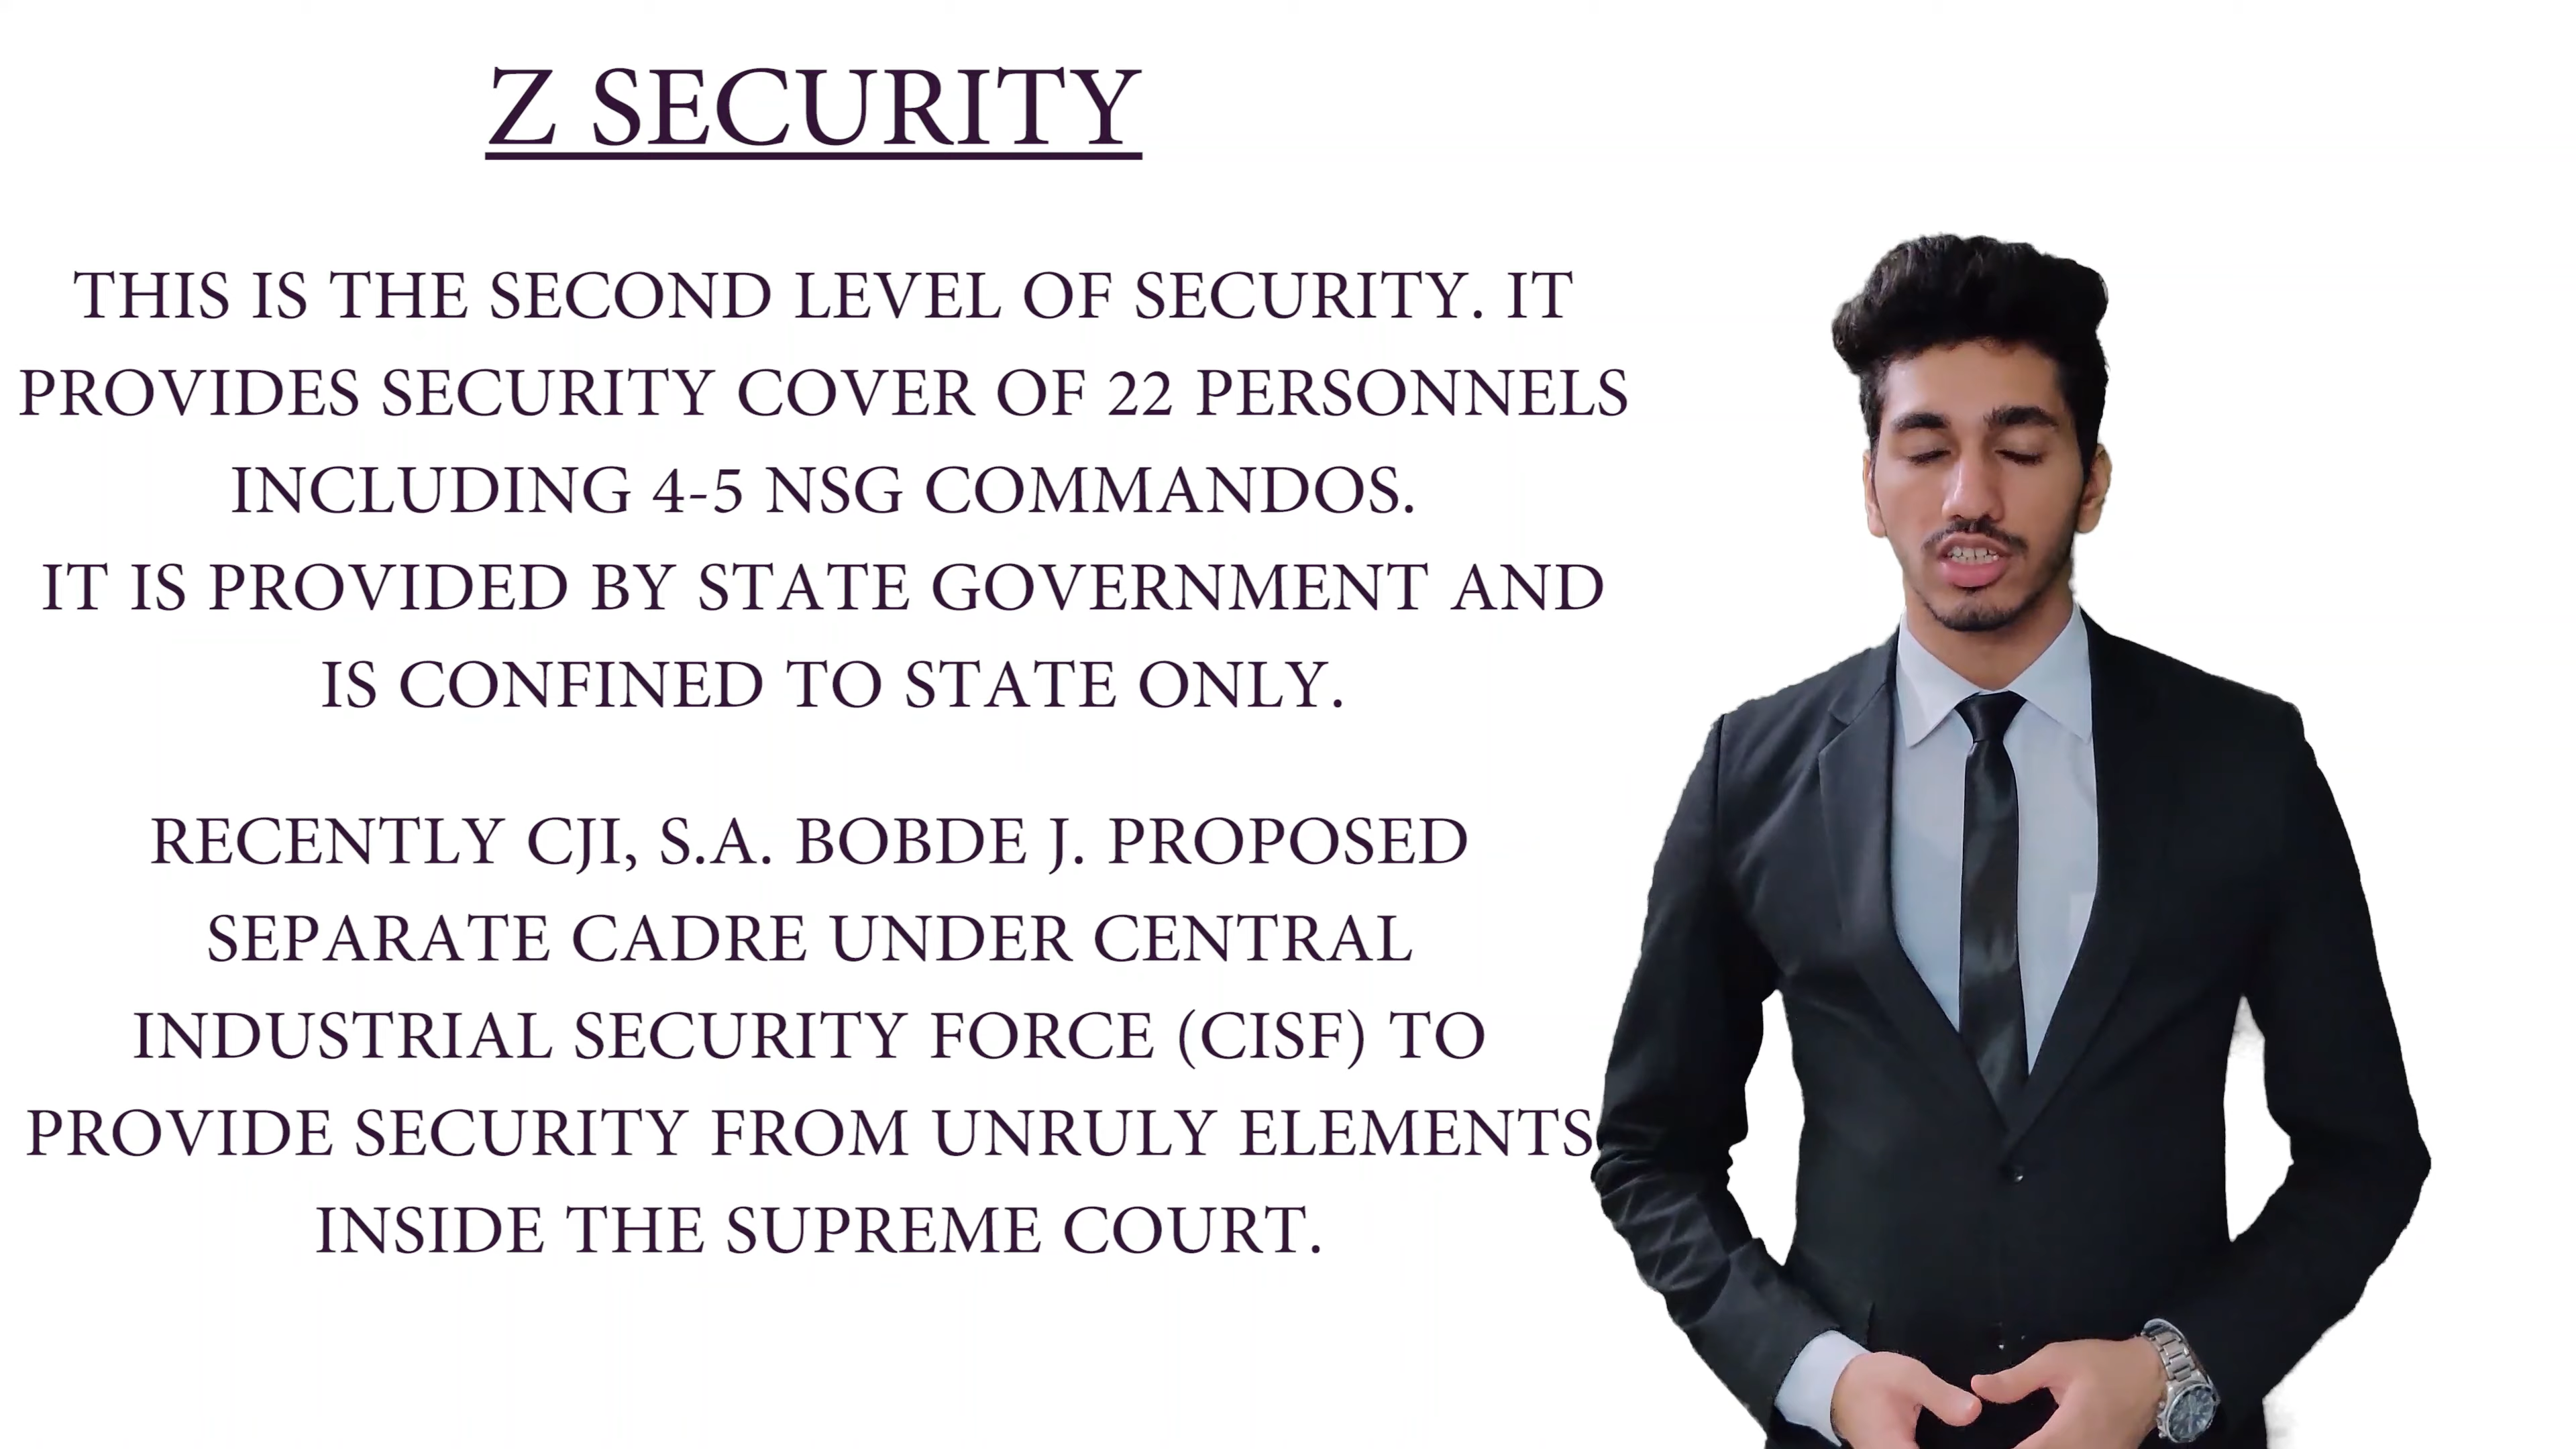 Z SECURITY
THIS IS THE SECOND LEVEL OF SECURITY. IT
PROVIDES SECURITY COVER OF 22 PERSONNELS
INCLUDING 4-5 NSG COMMANDOS.
IT IS PROVIDED BY STATE GOVERNMENT AND
IS CONFINED TO STATE ONLY.
RECENTLY CJI, S.A. BOBDE J. PROPOSED
SEPARATE CADRE UNDER CENTRAL
INDUSTRIAL SECURITY FORCE (CISF) TO
PROVIDE SECURITY FROM UNRULY ELEMENTS
INSIDE THE SUPREME COURT.